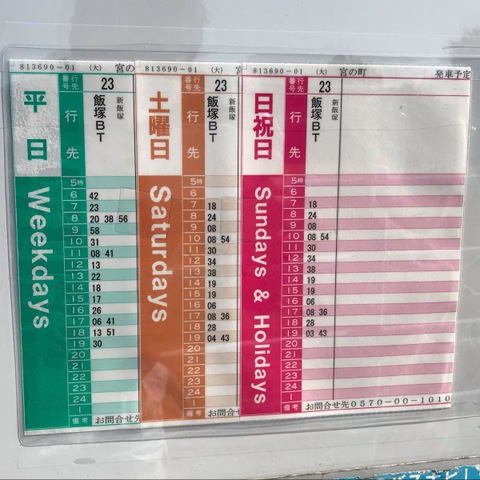 813690-01 (大) 宮の
平日
Weekdays
行先番号 23
行先 飯塚BT 新飯塚
5時
6 42
7 23
8 20 38 56
9 58
10 31
11 08 41
12 13
13 22
14 18
15 17
16 26
17 06 41
18 13 51
19 30
20
21
22
23
24
1
備考 お問合せ
813690-01 (大)
土曜日
Saturdays
行先番号 23
行先 飯塚BT 新飯塚
5時
6
7 18
8 24
9 08
10 08 54
11 30
12 34
13 38
14 19
15 19
16 06
17 08 36
18 28
19 04 43
20
21
22
23
24
1
備考 お問合せ
813690-01 (大) 宮の町 発車予定
日祝日
Sundays & Holidays
行先番号 23
行先 飯塚BT 新飯塚
5時
6
7 18
8 24
9 08
10 08 54
11 30
12 34
13 38
14 19
15 19
16 06
17 08 36
18 28
19 03 43
20
21
22
23
24
1
備考 お問合せ先 0570-00-1010